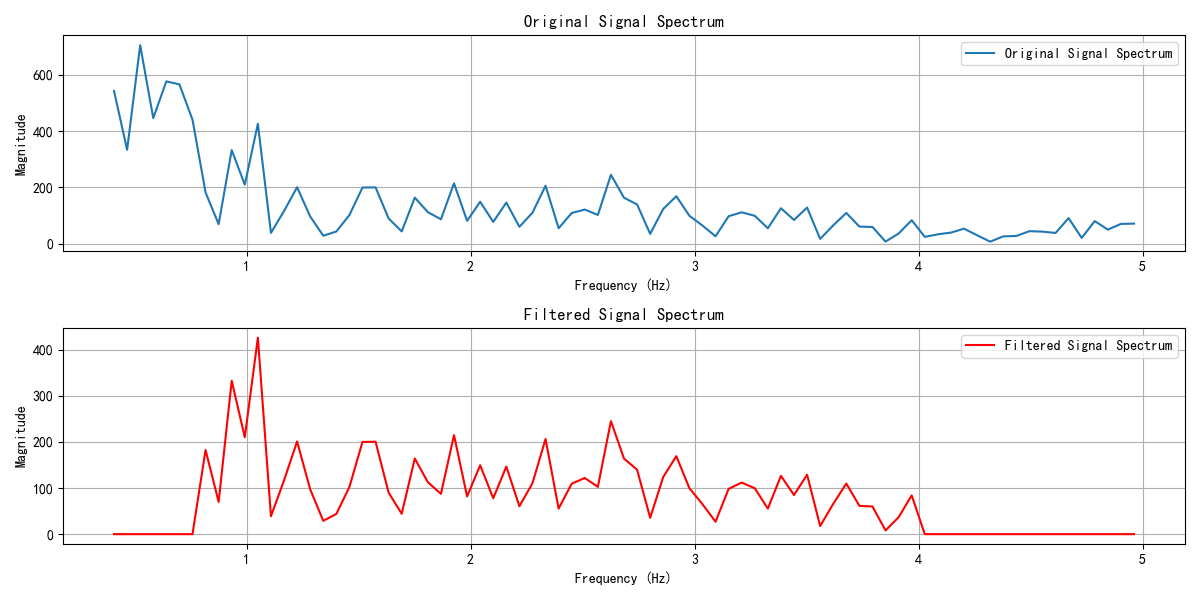 Original Signal Spectrum
Original Signal Spectrum
Magnitude
600
400
200
0
1 2 3 4 5
Frequency (Hz)
Filtered Signal Spectrum
Filtered Signal Spectrum
Magnitude
400
300
200
100
0
1 2 3 4 5
Frequency (Hz)